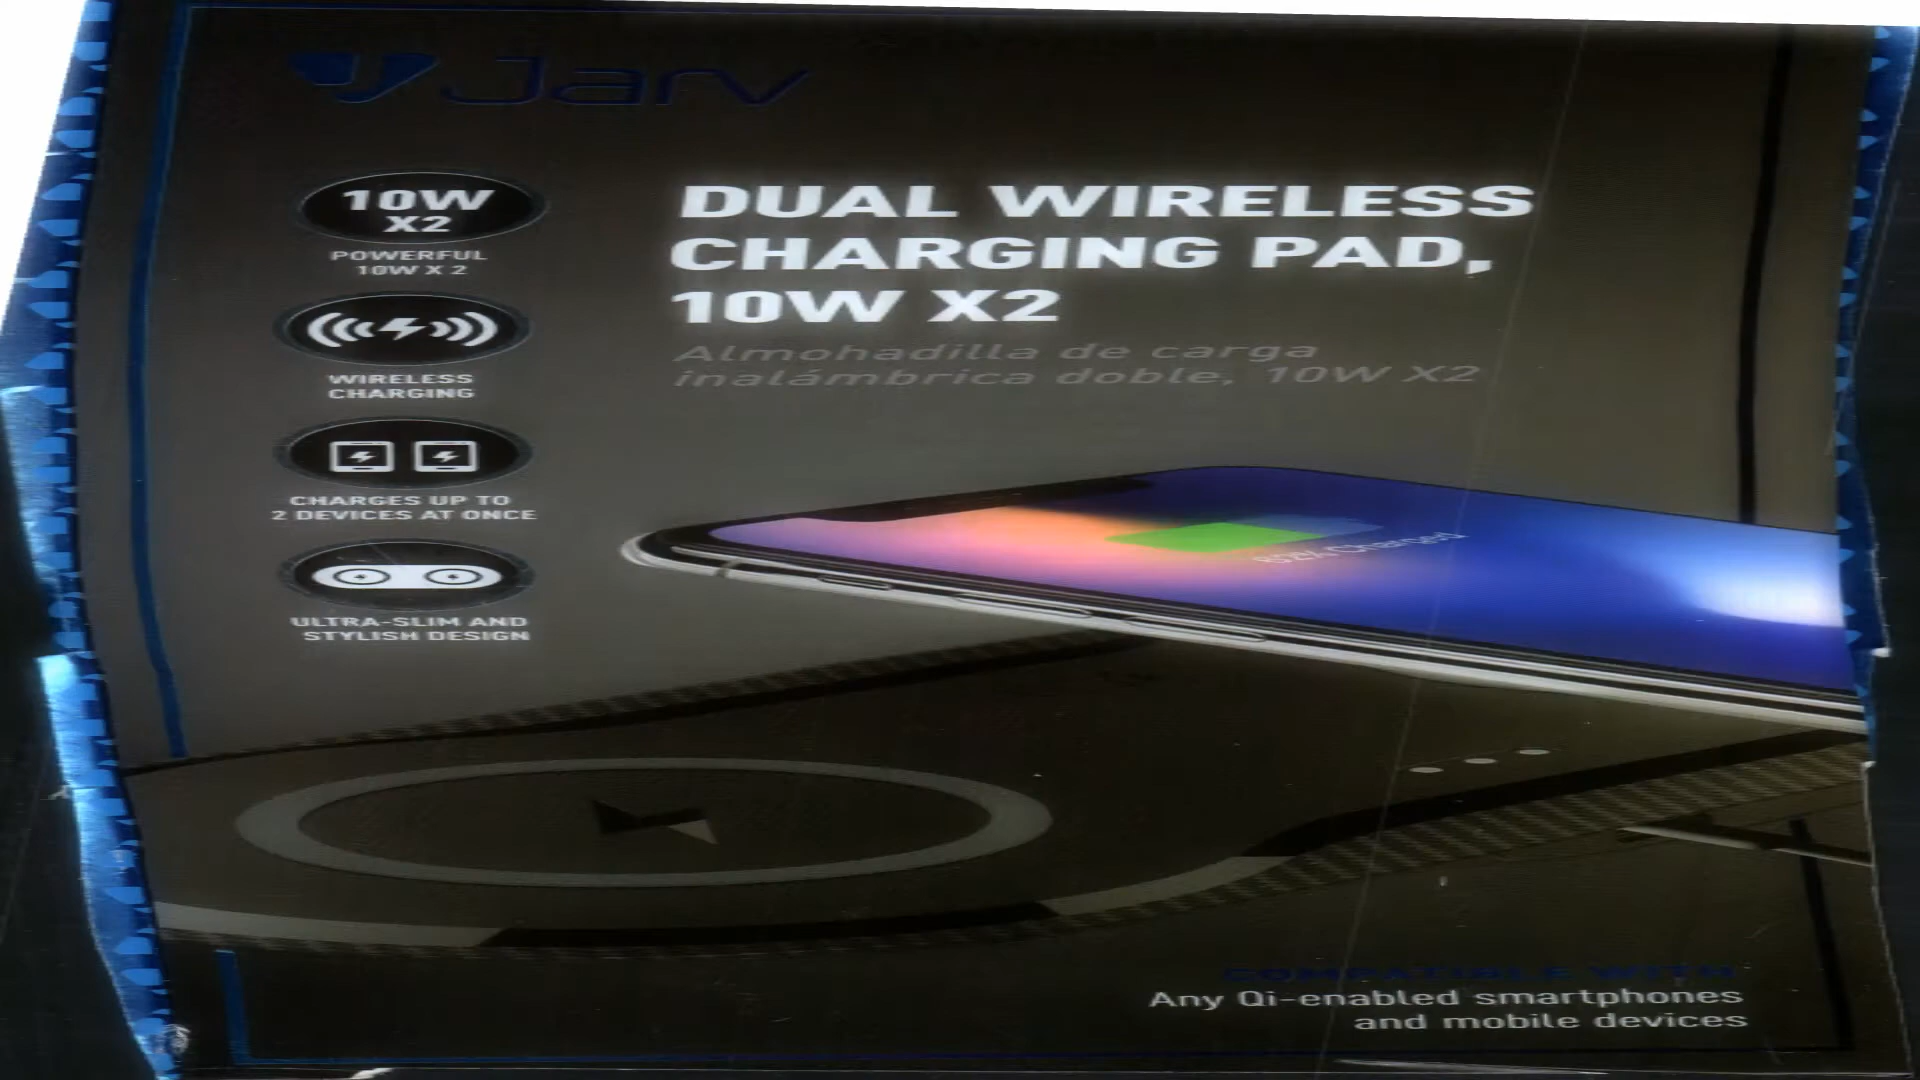 Jarv
10W
X2
POWERFUL
10W X 2
WIRELESS
CHARGING
CHARGES UP TO
2 DEVICES AT ONCE
ULTRA-SLIM AND
STYLISH DESIGN
DUAL WIRELESS
CHARGING PAD,
10W X2
Almohadilla de carga
inalámbrica doble, 10W X2
Charged
COMPATIBLE WITH
Any Qi-enabled smartphones
and mobile devices